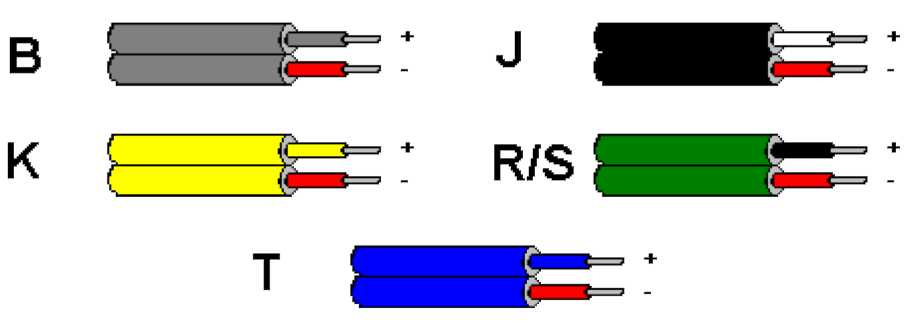 B + - J + -
K + - R/S + -
T + -